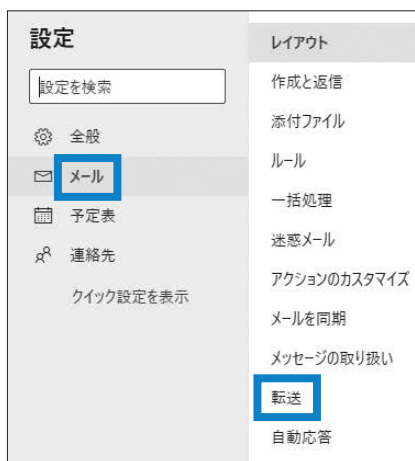 設定
設定を検索
全般
メール
予定表
連絡先
クイック設定を表示
レイアウト
作成と返信
添付ファイル
ルール
一括処理
迷惑メール
アクションのカスタマイズ
メールを同期
メッセージの取り扱い
転送
自動応答